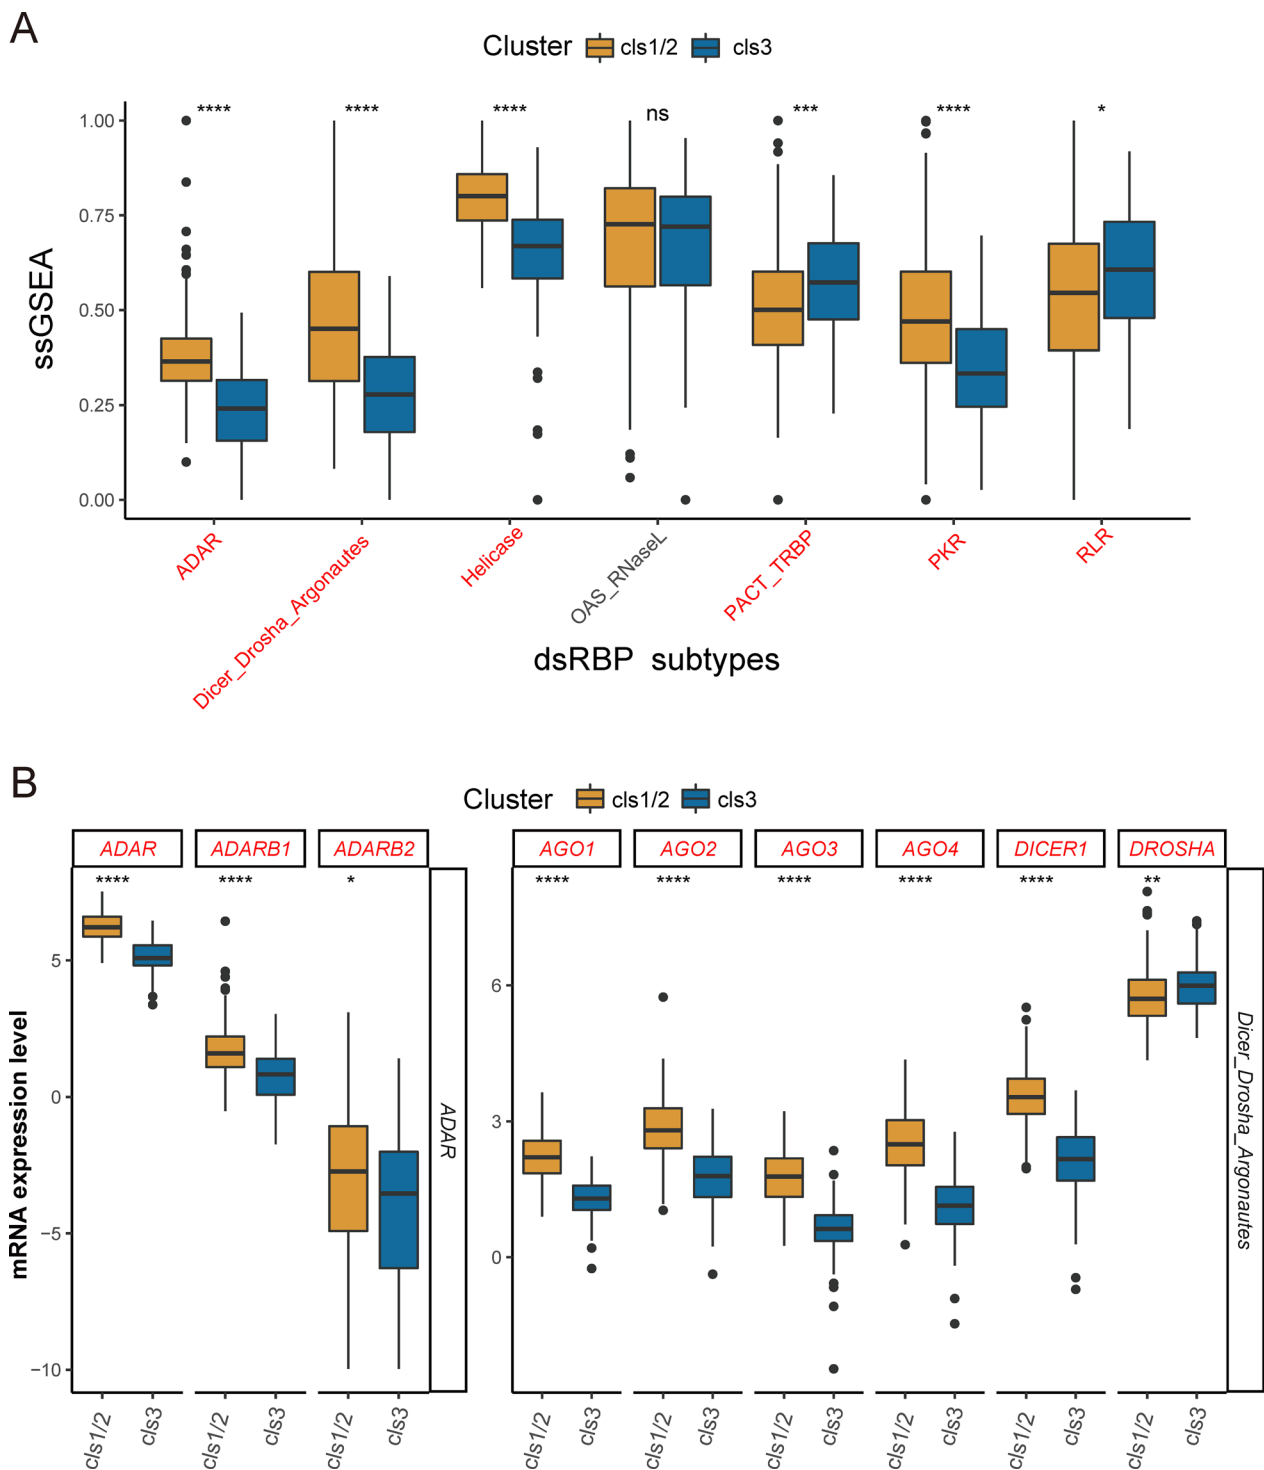 A
Cluster cls1/2 cls3
**** **** **** ns *** **** *
1.00
0.75
0.50
0.25
0.00
ssGSEA
ADAR
Dicer_Drosha_Argonautes
Helicase
OAS_RNaseL
PACT_TRBP
PKR
RLR
dsRBP subtypes
B
Cluster cls1/2 cls3
ADAR ADARB1 ADARB2 AGO1 AGO2 AGO3 AGO4 DICER1 DROSHA
**** **** * **** **** **** **** **** **
mRNA expression level
5
0
−5
−10
ADAR
6
3
0
Dicer_Drosha_Argonautes
cls1/2 cls3 cls1/2 cls3 cls1/2 cls3 cls1/2 cls3 cls1/2 cls3 cls1/2 cls3 cls1/2 cls3 cls1/2 cls3 cls1/2 cls3